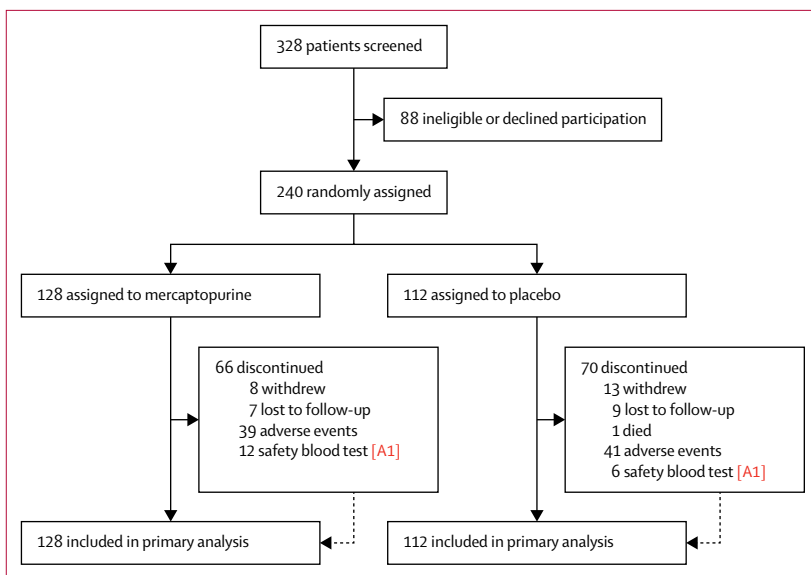 328 patients screened
88 ineligible or declined participation
240 randomly assigned
128 assigned to mercaptopurine
112 assigned to placebo
66 discontinued
8 withdrew
7 lost to follow-up
39 adverse events
12 safety blood test [A1]
70 discontinued
13 withdrew
9 lost to follow-up
1 died
41 adverse events
6 safety blood test [A1]
128 included in primary analysis
112 included in primary analysis